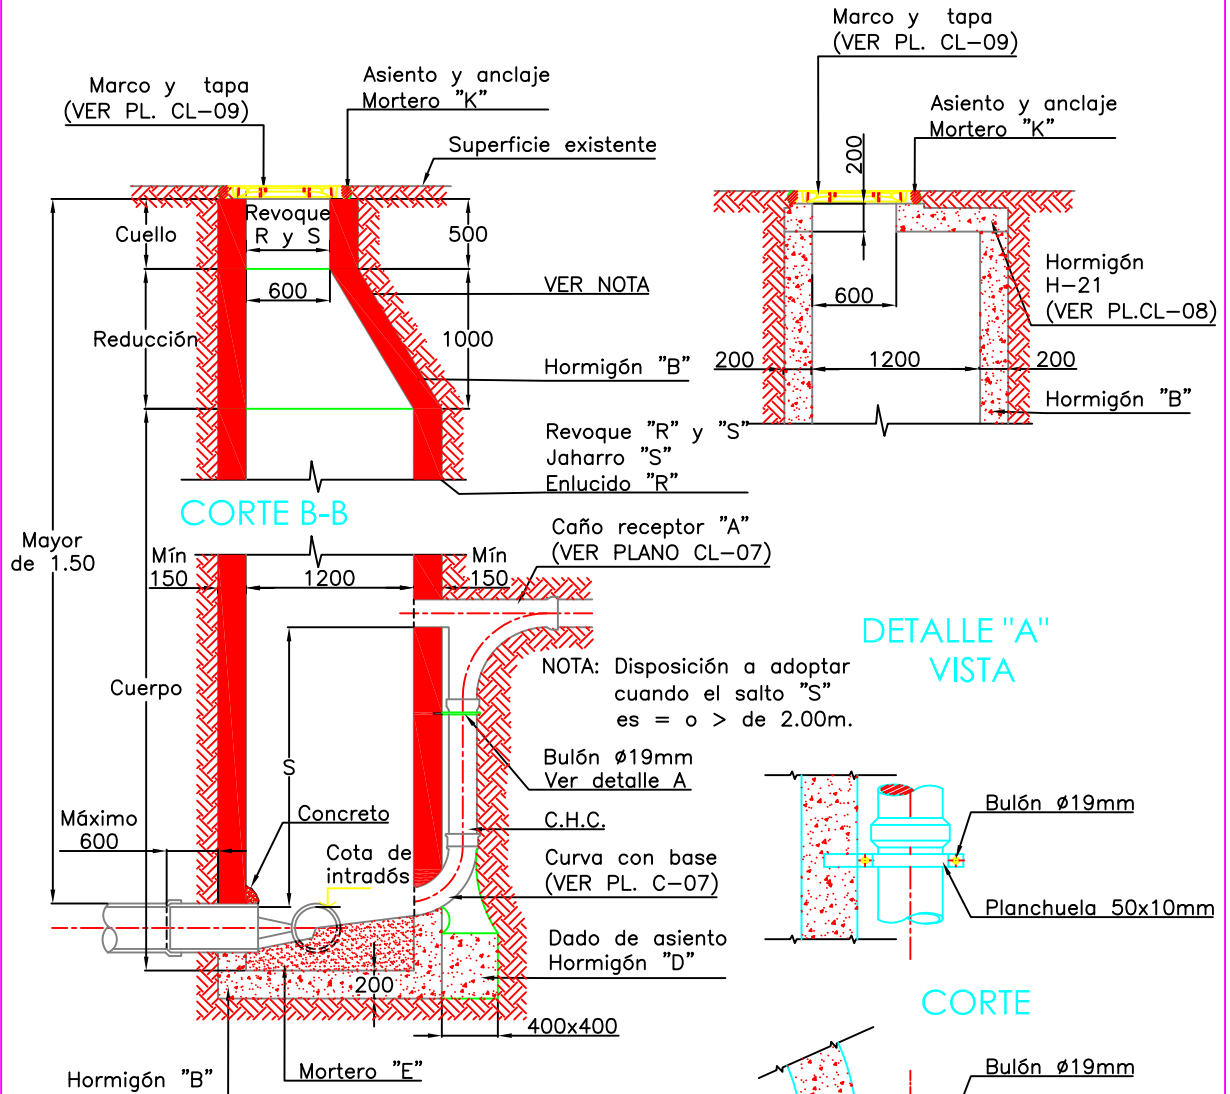 Marco y tapa
(VER PL. CL-09)
Asiento y anclaje
Mortero "K"
Superficie existente
Cuello
Revoque
R y S
500
600
VER NOTA
Reducción
1000
Hormigón "B"
Revoque "R" y "S"
Jaharro "S"
Enlucido "R"
CORTE B-B
Mayor
de 1.50
Mín
150
1200
Mín
150
Caño receptor "A"
(VER PLANO CL-07)
NOTA: Disposición a adoptar
cuando el salto "S"
es = o > de 2.00m.
Cuerpo
S
Bulón ø19mm
Ver detalle A
Máximo
600
Concreto
C.H.C.
Cota de
intradós
Curva con base
(VER PL. C-07)
Dado de asiento
Hormigón "D"
200
400x400
Hormigón "B"
Mortero "E"
Marco y tapa
(VER PL. CL-09)
Asiento y anclaje
Mortero "K"
200
600
Hormigón
H-21
(VER PL.CL-08)
200
1200
200
Hormigón "B"
DETALLE "A"
VISTA
Bulón ø19mm
Planchuela 50x10mm
CORTE
Bulón ø19mm